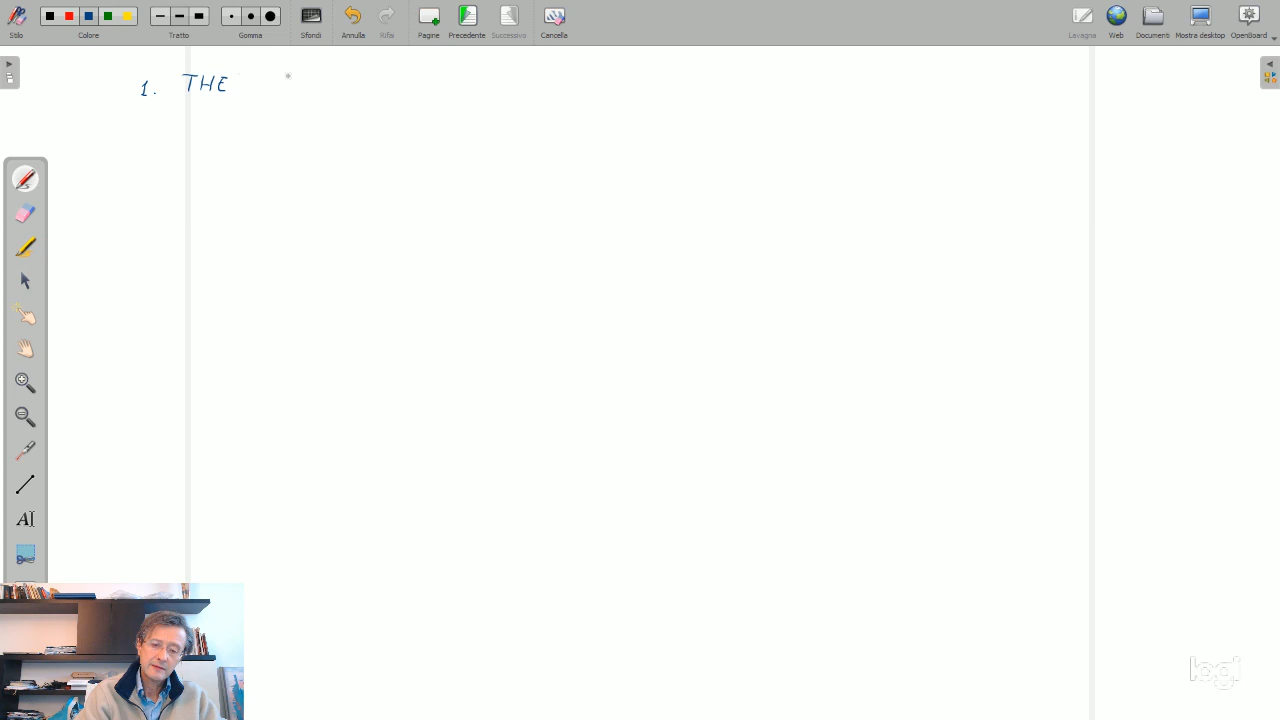 Stilo Colore Tratto Gomma Sfondi Annulla Rifai Pagine Precedente Successivo Cancella Lavagna Web Documenti Mostra desktop OpenBoard
1. THE
A
logi